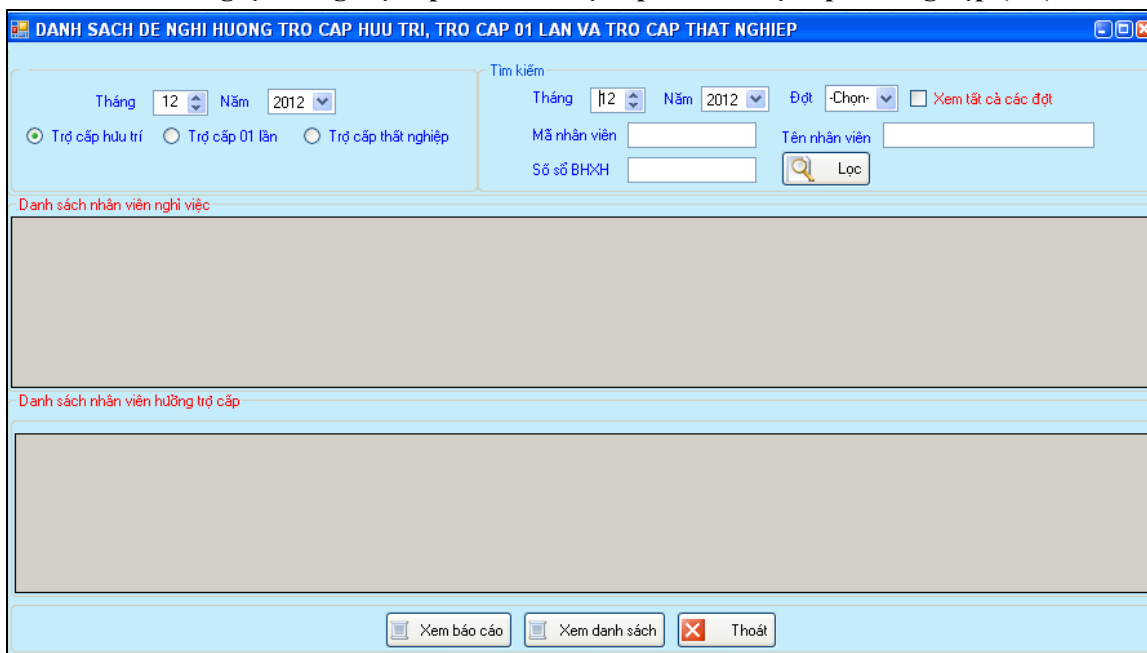 DANH SACH DE NGHI HUONG TRO CAP HUU TRI, TRO CAP 01 LAN VA TRO CAP THAT NGHIEP
Tháng 12 Năm 2012
Trợ cấp hưu trí Trợ cấp 01 lần Trợ cấp thất nghiệp
Tìm kiếm
Tháng 12 Năm 2012 Đợt -Chọn- Xem tất cả các đợt
Mã nhân viên Tên nhân viên
Số sổ BHXH Lọc
Danh sách nhân viên nghỉ việc
Danh sách nhân viên hưởng trợ cấp
Xem báo cáo Xem danh sách Thoát